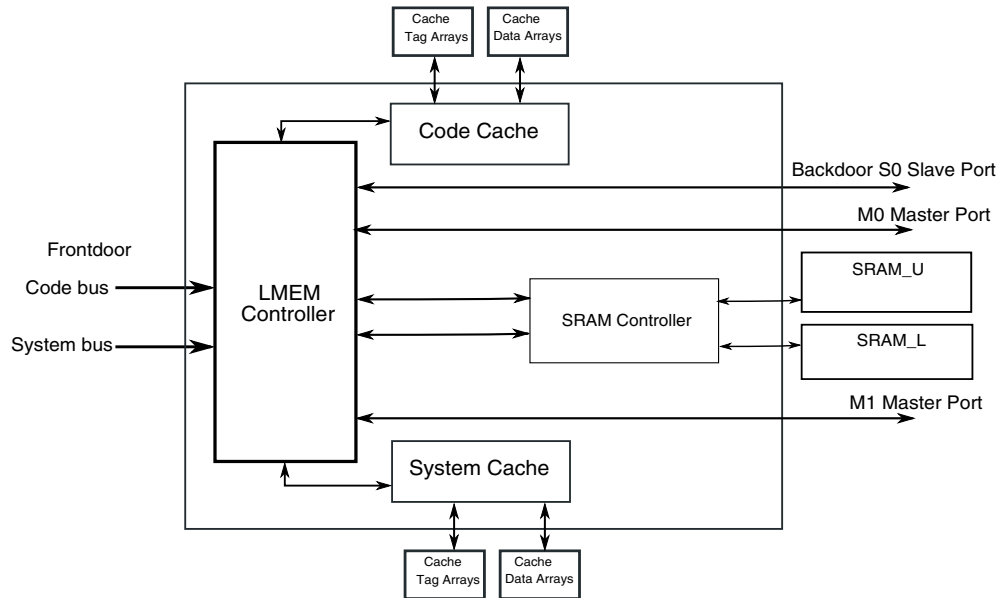 Cache
Tag Arrays
Cache
Data Arrays
Code Cache
Backdoor S0 Slave Port
M0 Master Port
Frontdoor
Code bus
System bus
LMEM
Controller
SRAM Controller
SRAM_U
SRAM_L
M1 Master Port
System Cache
Cache
Tag Arrays
Cache
Data Arrays